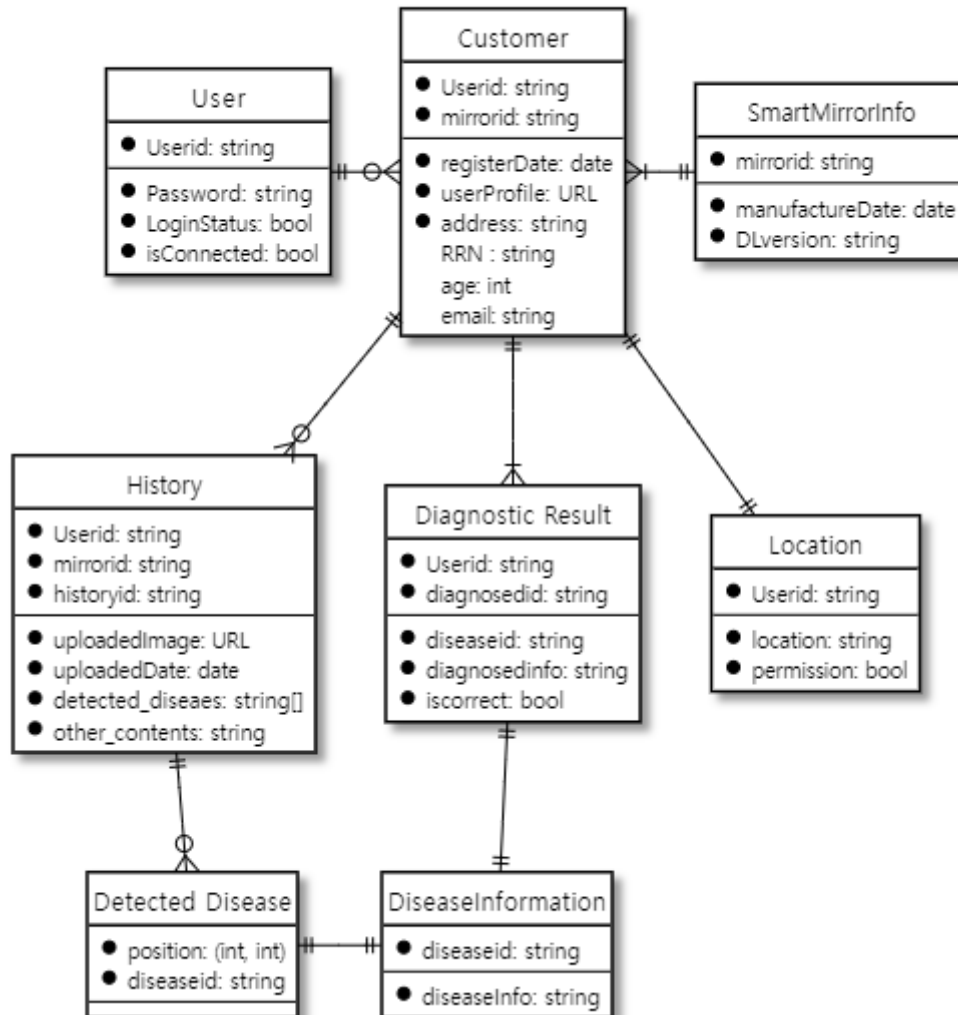 Customer
Userid: string
mirrorid: string
registerDate: date
userProfile: URL
address: string
RRN : string
age: int
email: string
User
Userid: string
Password: string
LoginStatus: bool
isConnected: bool
SmartMirrorInfo
mirrorid: string
manufactureDate: date
DLversion: string
History
Userid: string
mirrorid: string
historyid: string
uploadedImage: URL
uploadedDate: date
detected_diseaes: string[]
other_contents: string
Diagnostic Result
Userid: string
diagnosedid: string
diseaseid: string
diagnosedinfo: string
iscorrect: bool
Location
Userid: string
location: string
permission: bool
Detected Disease
position: (int, int)
diseaseid: string
DiseaseInformation
diseaseid: string
diseaseInfo: string